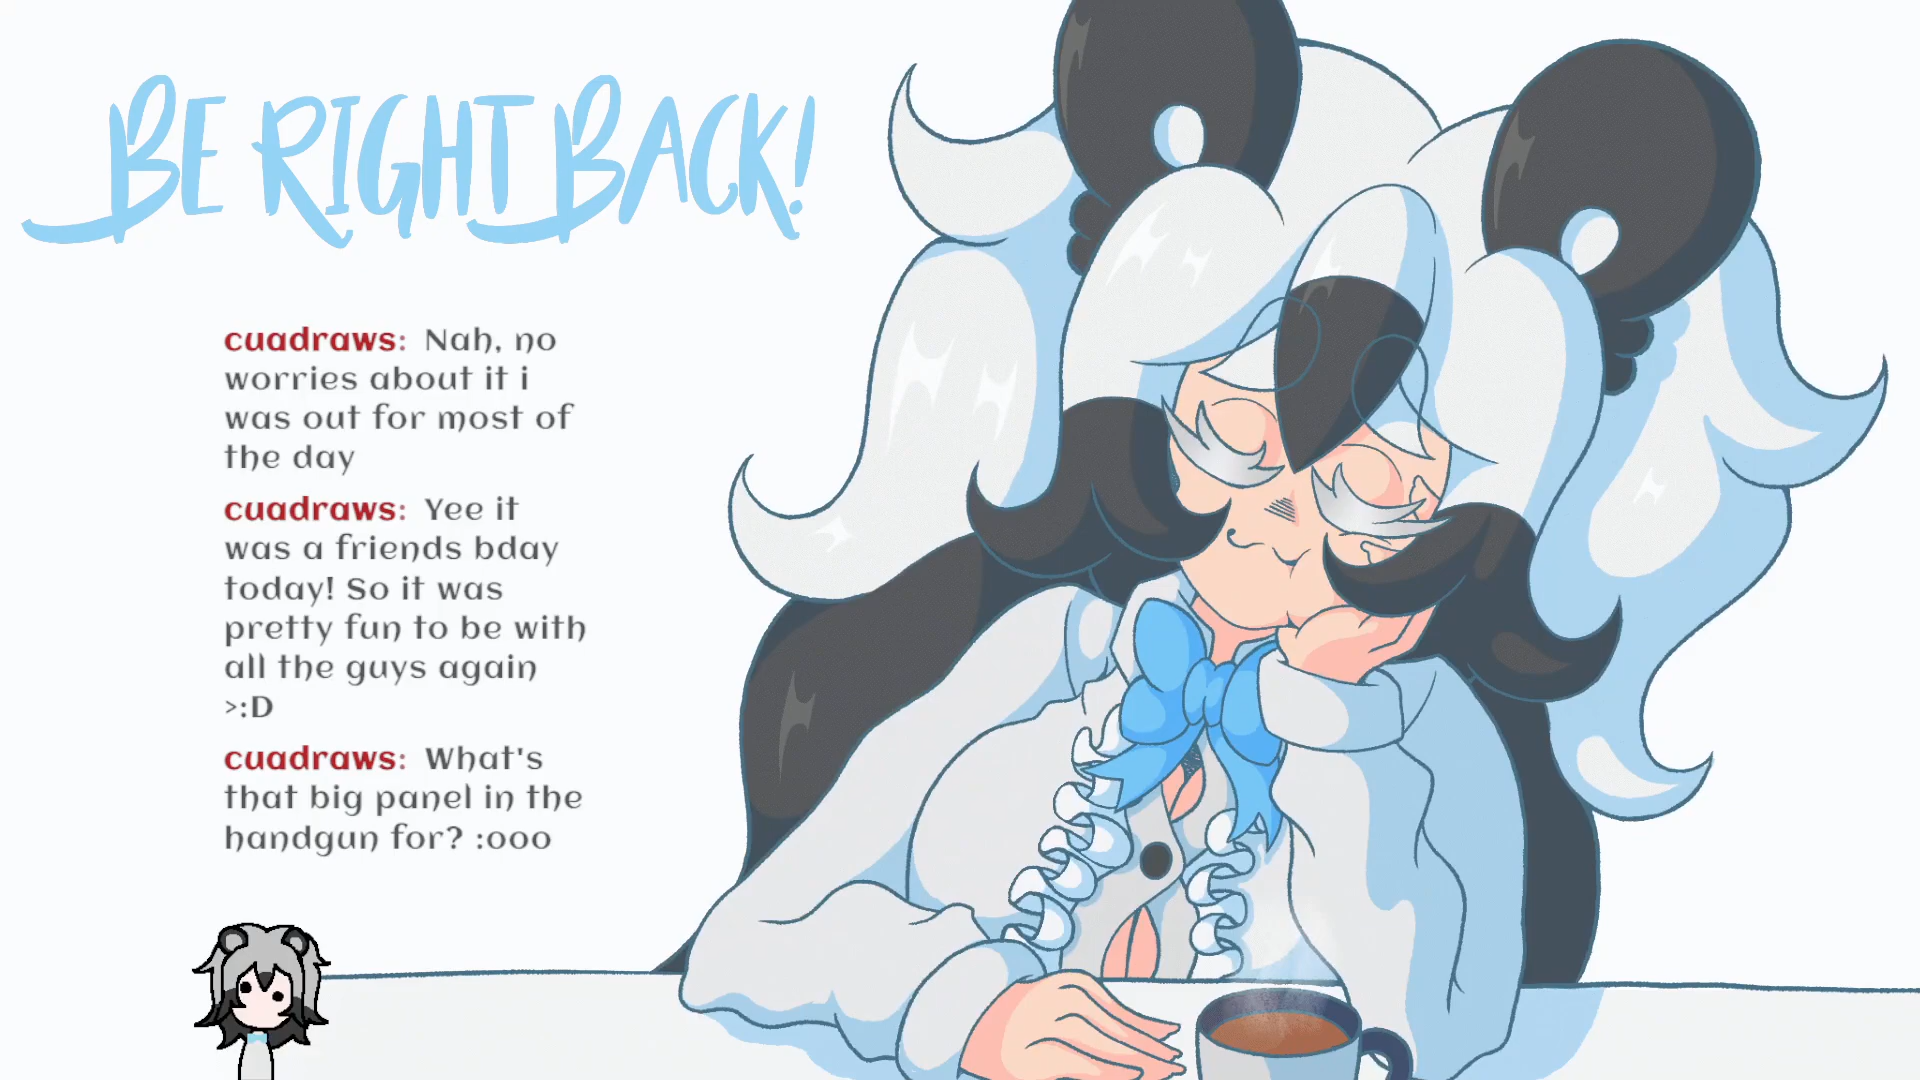 BE RIGHT BACK!
cuadraws: Nah, no
worries about it i
was out for most of
the day
cuadraws: Yee it
was a friends bday
today! So it was
pretty fun to be with
all the guys again
>:D
cuadraws: What's
that big panel in the
handgun for? :ooo